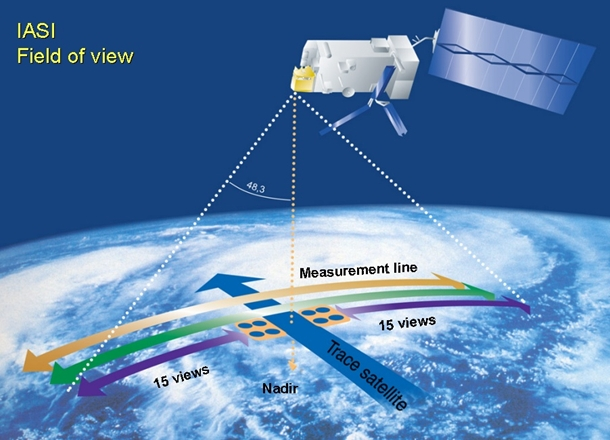 IASI
Field of view
48,3
Measurement line
15 views
15 views
Trace satellite
Nadir